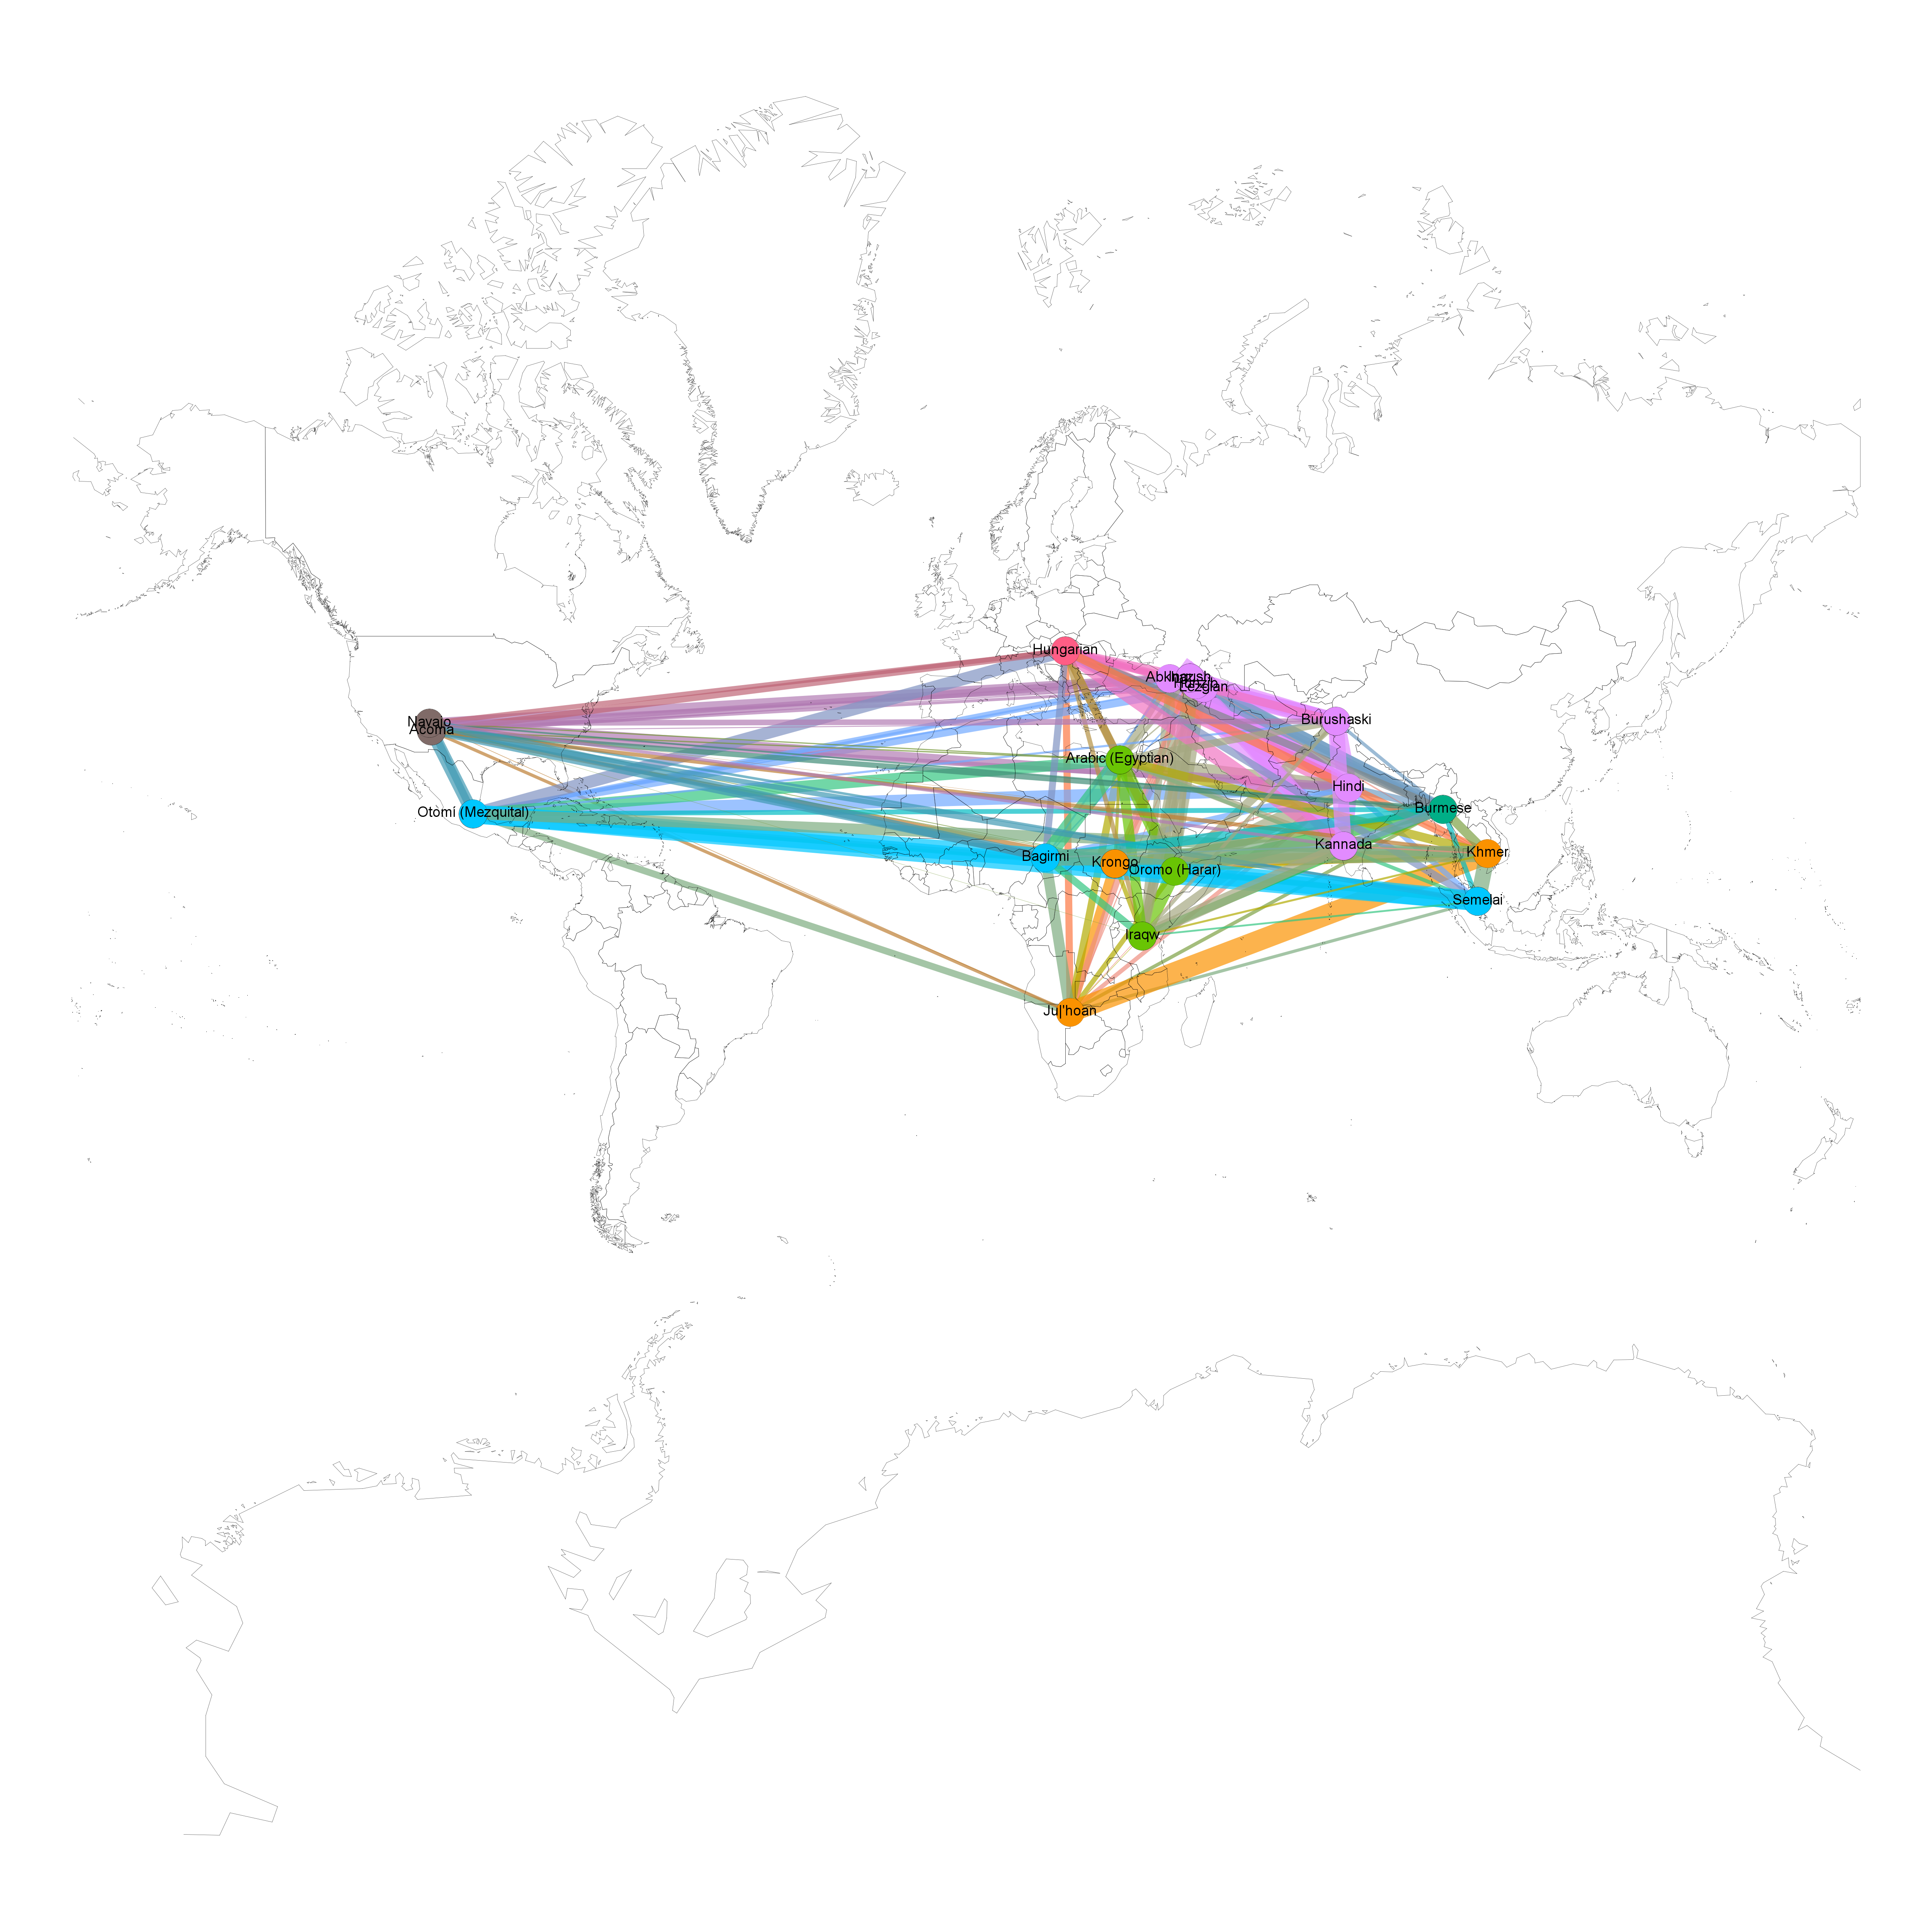 Hungarian
Abkhaz
Ingush
Hunzib
Lezgian
Navajo
Acoma
Burushaski
Arabic (Egyptian)
Hindi
Otomí (Mezquital)
Burmese
Kannada
Khmer
Bagirmi
Krongo
Oromo (Harar)
Semelai
Iraqw
Ju|'hoan